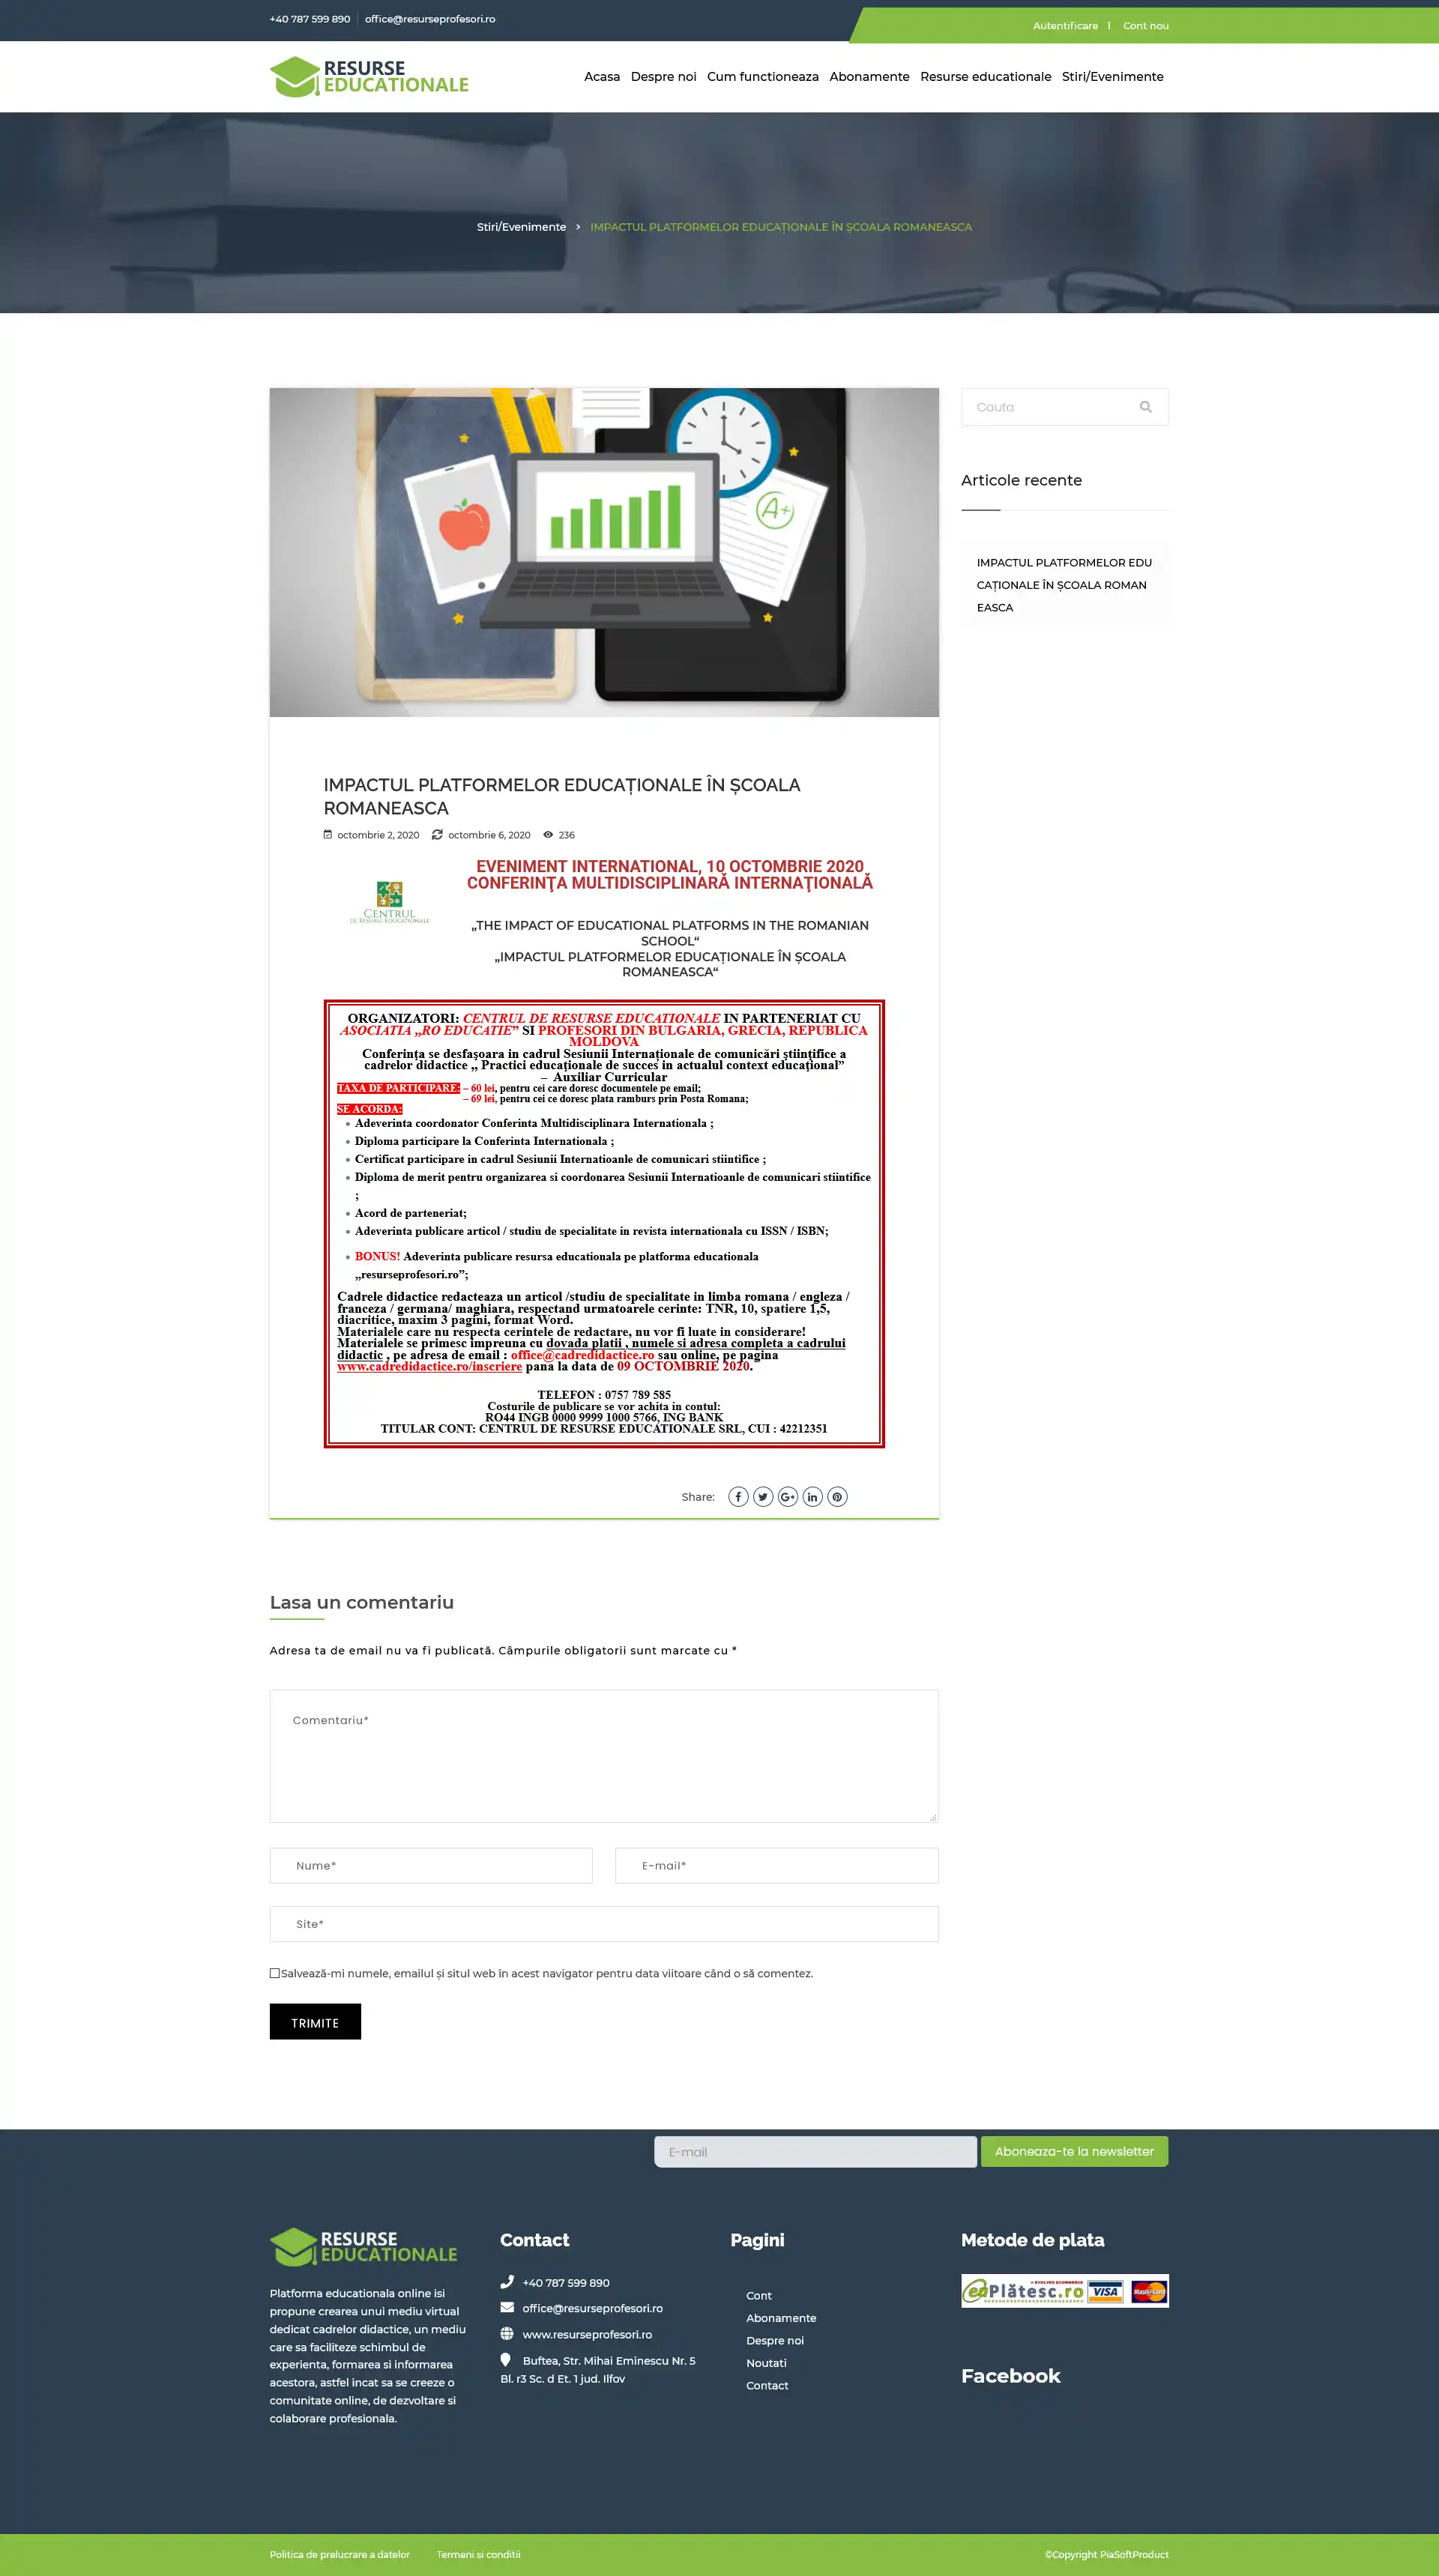 +40 787 599 890 office@resurseprofesori.ro
Autentificare | Cont nou
RESURSE
EDUCATIONALE
Acasa Despre noi Cum functioneaza Abonamente Resurse educationale Stiri/Evenimente
Stiri/Evenimente > IMPACTUL PLATFORMELOR EDUCAȚIONALE ÎN ȘCOALA ROMANEASCA
A+
Cauta
Articole recente
IMPACTUL PLATFORMELOR EDU
CAȚIONALE ÎN ȘCOALA ROMAN
EASCA
IMPACTUL PLATFORMELOR EDUCAȚIONALE ÎN ȘCOALA
ROMANEASCA
octombrie 2, 2020 octombrie 6, 2020 236
EVENIMENT INTERNATIONAL, 10 OCTOMBRIE 2020
CONFERINŢA MULTIDISCIPLINARĂ INTERNAŢIONALĂ
CENTRUL
DE RESURSE EDUCATIONALE
„THE IMPACT OF EDUCATIONAL PLATFORMS IN THE ROMANIAN
SCHOOL“
„IMPACTUL PLATFORMELOR EDUCAȚIONALE ÎN ȘCOALA
ROMANEASCA“
ORGANIZATORI: CENTRUL DE RESURSE EDUCATIONALE IN PARTENERIAT CU
ASOCIATIA ,,RO EDUCATIE” SI PROFESORI DIN BULGARIA, GRECIA, REPUBLICA
MOLDOVA
Conferința se desfașoara in cadrul Sesiunii Internaționale de comunicări științifice a
cadrelor didactice ,, Practici educaționale de succes in actualul context educațional”
– Auxiliar Curricular
TAXA DE PARTICIPARE: – 60 lei, pentru cei care doresc documentele pe email;
– 69 lei, pentru cei ce doresc plata ramburs prin Posta Romana;
SE ACORDA:
Adeverinta coordonator Conferinta Multidisciplinara Internationala ;
Diploma participare la Conferinta Internationala ;
Certificat participare in cadrul Sesiunii Internatioanle de comunicari stiintifice ;
Diploma de merit pentru organizarea si coordonarea Sesiunii Internatioanle de comunicari stiintifice
;
Acord de parteneriat;
Adeverinta publicare articol / studiu de specialitate in revista internationala cu ISSN / ISBN;
BONUS! Adeverinta publicare resursa educationala pe platforma educationala
,,resurseprofesori.ro”;
Cadrele didactice redacteaza un articol /studiu de specialitate in limba romana / engleza /
franceza / germana/ maghiara, respectand urmatoarele cerinte: TNR, 10, spatiere 1,5,
diacritice, maxim 3 pagini, format Word.
Materialele care nu respecta cerintele de redactare, nu vor fi luate in considerare!
Materialele se primesc impreuna cu dovada platii , numele si adresa completa a cadrului
didactic , pe adresa de email : office@cadredidactice.ro sau online, pe pagina
www.cadredidactice.ro/inscriere pana la data de 09 OCTOMBRIE 2020.
TELEFON : 0757 789 585
Costurile de publicare se vor achita in contul:
RO44 INGB 0000 9999 1000 5766, ING BANK
TITULAR CONT: CENTRUL DE RESURSE EDUCATIONALE SRL, CUI : 42212351
Share:
Lasa un comentariu
Adresa ta de email nu va fi publicată. Câmpurile obligatorii sunt marcate cu *
Comentariu*
Nume* E-mail*
Site*
Salvează-mi numele, emailul și situl web în acest navigator pentru data viitoare când o să comentez.
TRIMITE
E-mail Aboneaza-te la newsletter
RESURSE
EDUCATIONALE
Platforma educationala online isi
propune crearea unui mediu virtual
dedicat cadrelor didactice, un mediu
care sa faciliteze schimbul de
experienta, formarea si informarea
acestora, astfel incat sa se creeze o
comunitate online, de dezvoltare si
colaborare profesionala.
Contact
+40 787 599 890
office@resurseprofesori.ro
www.resurseprofesori.ro
Buftea, Str. Mihai Eminescu Nr. 5
Bl. r3 Sc. d Et. 1 jud. Ilfov
Pagini
Cont
Abonamente
Despre noi
Noutati
Contact
Metode de plata
enPlătesc.ro VISA MasterCard
Facebook
Politica de prelucrare a datelor Termeni si conditii
©Copyright PiaSoftProduct